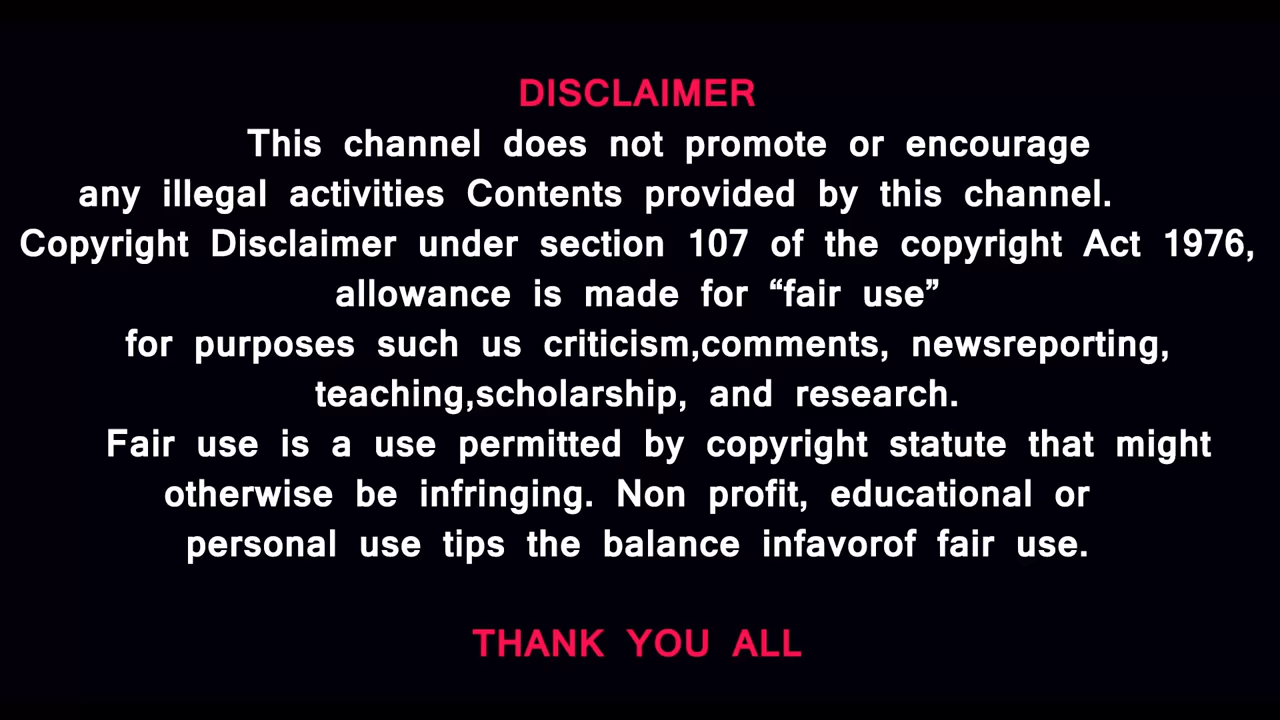 DISCLAIMER
This channel does not promote or encourage
any illegal activities Contents provided by this channel.
Copyright Disclaimer under section 107 of the copyright Act 1976,
allowance is made for “fair use”
for purposes such us criticism,comments, newsreporting,
teaching,scholarship, and research.
Fair use is a use permitted by copyright statute that might
otherwise be infringing. Non profit, educational or
personal use tips the balance infavorof fair use.
THANK YOU ALL